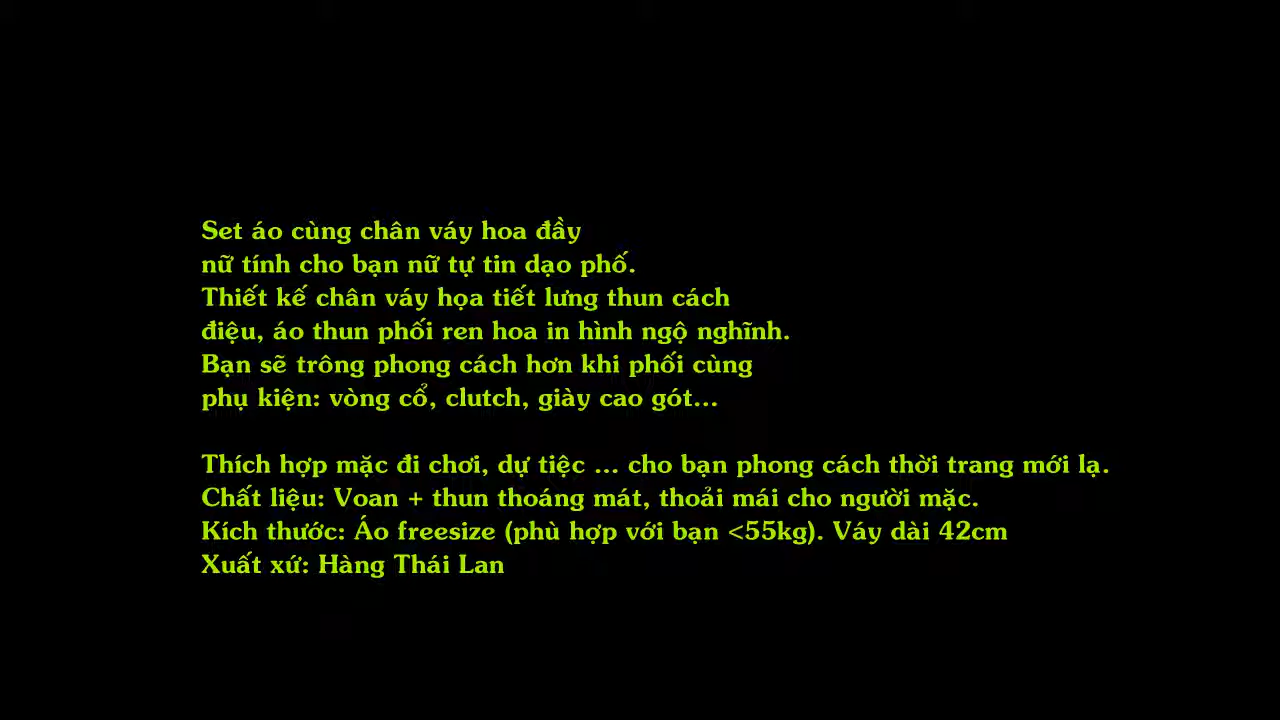 Set áo cùng chân váy hoa đầy
nữ tính cho bạn nữ tự tin dạo phố.
Thiết kế chân váy họa tiết lưng thun cách
điệu, áo thun phối ren hoa in hình ngộ nghĩnh.
Bạn sẽ trông phong cách hơn khi phối cùng
phụ kiện: vòng cổ, clutch, giày cao gót...
Thích hợp mặc đi chơi, dự tiệc ... cho bạn phong cách thời trang mới lạ.
Chất liệu: Voan + thun thoáng mát, thoải mái cho người mặc.
Kích thước: Áo freesize (phù hợp với bạn <55kg). Váy dài 42cm
Xuất xứ: Hàng Thái Lan